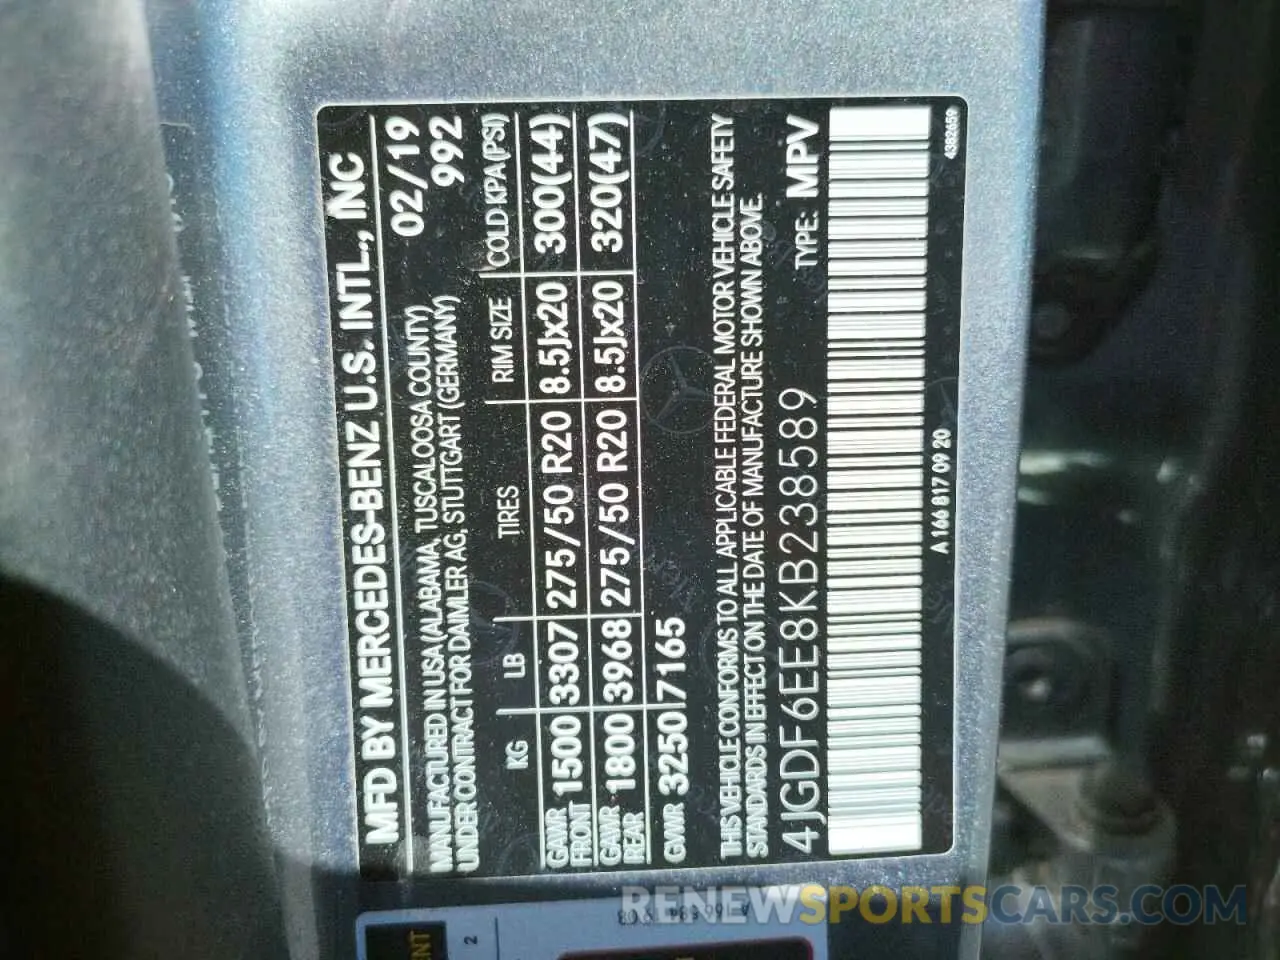 MFD BY MERCEDES-BENZ U.S. INTL., INC
MANUFACTURED IN USA (ALABAMA, TUSCALOOSA COUNTY) 02/19
UNDER CONTRACT FOR DAIMLER AG, STUTTGART (GERMANY) 992
KG LB TIRES RIM SIZE COLD KPA (PSI)
GAWR FRONT 1500 3307 275/50 R20 8.5Jx20 300(44)
GAWR REAR 1800 3968 275/50 R20 8.5Jx20 320(47)
GVWR 3250 7165
THIS VEHICLE CONFORMS TO ALL APPLICABLE FEDERAL MOTOR VEHICLE SAFETY
STANDARDS IN EFFECT ON THE DATE OF MANUFACTURE SHOWN ABOVE.
4JGDF6EE8KB238589 TYPE: MPV
A 166 817 09 20 4382659
2
RENEWSPORTSCARS.COM